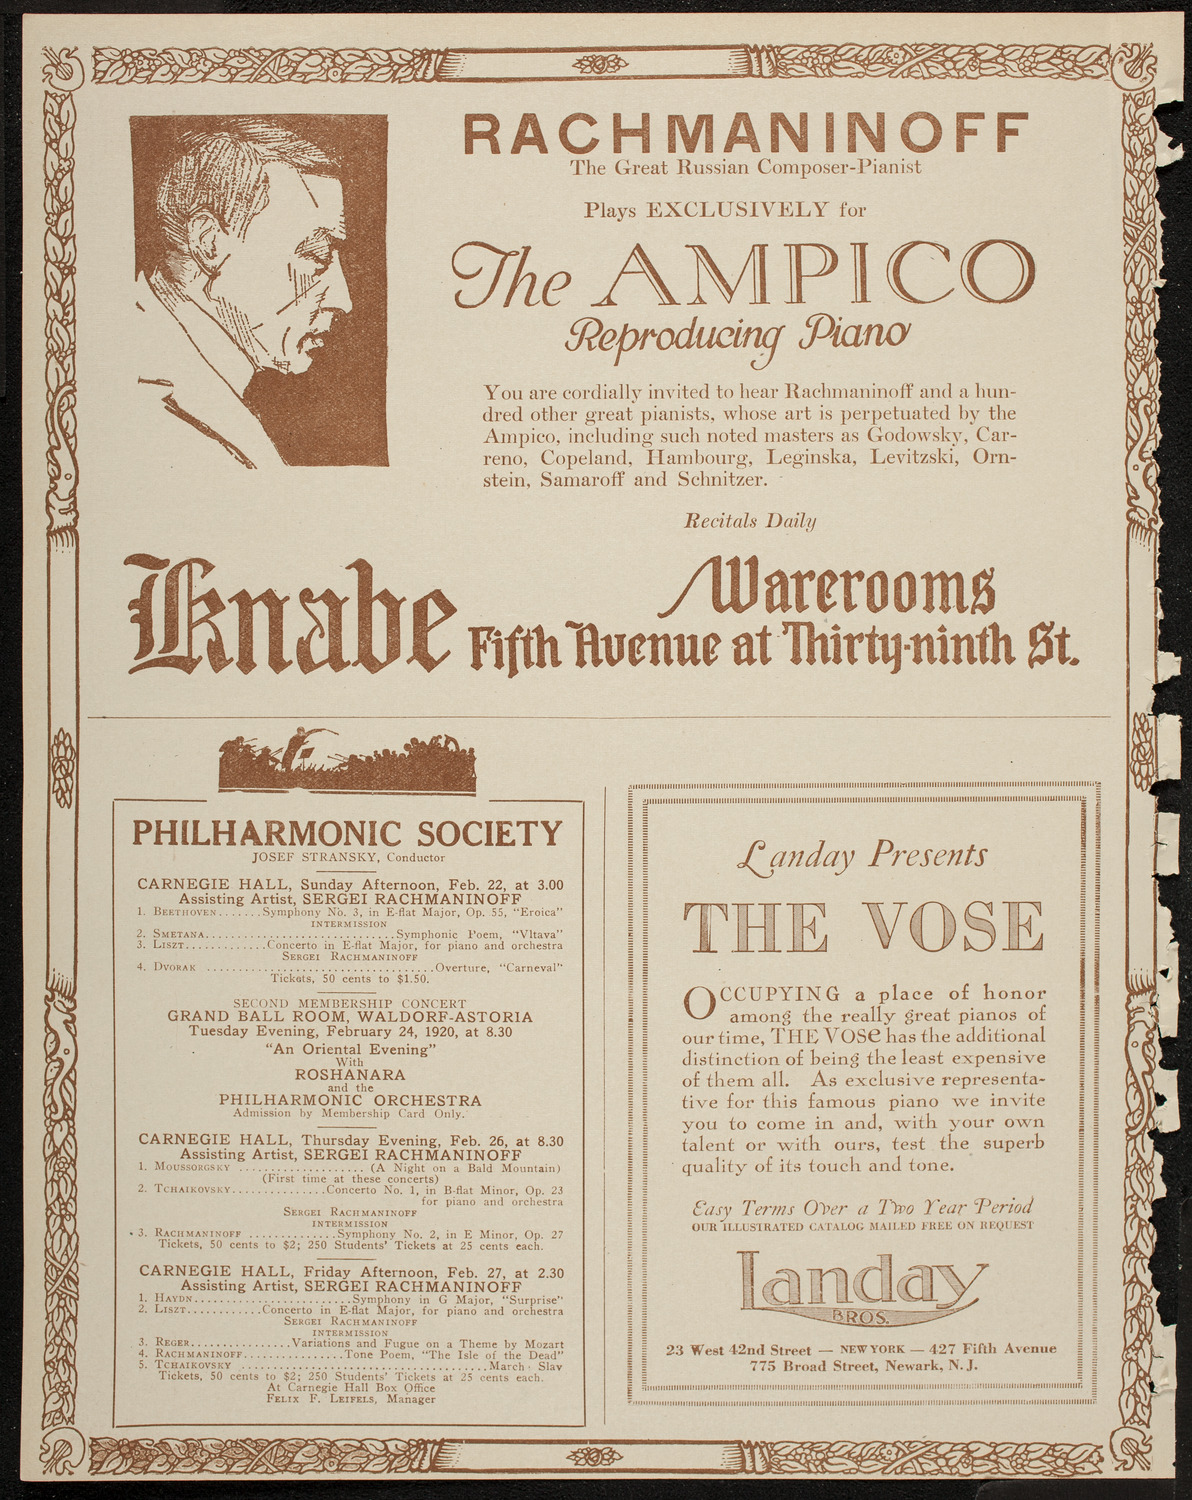 RACHMANINOFF
The Great Russian Composer-Pianist
Plays EXCLUSIVELY for
The AMPICO
Reproducing Piano
You are cordially invited to hear Rachmaninoff and a hun-
dred other great pianists, whose art is perpetuated by the
Ampico, including such noted masters as Godowsky, Car-
reno, Copeland, Hambourg, Leginska, Levitzski, Orn-
stein, Samaroff and Schnitzer.
Recitals Daily
Knabe Warerooms
Fifth Avenue at Thirty-ninth St.
PHILHARMONIC SOCIETY
JOSEF STRANSKY, Conductor
CARNEGIE HALL, Sunday Afternoon, Feb. 22, at 3.00
Assisting Artist, SERGEI RACHMANINOFF
1. BEETHOVEN.......Symphony No. 3, in E-flat Major, Op. 55, "Eroica"
INTERMISSION
2. SMETANA.............................Symphonic Poem, "Vltava"
3. LISZT............Concerto in E-flat Major, for piano and orchestra
SERGEI RACHMANINOFF
4. DVORAK ..................................Overture, "Carneval"
Tickets, 50 cents to $1.50.
SECOND MEMBERSHIP CONCERT
GRAND BALL ROOM, WALDORF-ASTORIA
Tuesday Evening, February 24, 1920, at 8.30
"An Oriental Evening"
With
ROSHANARA
and the
PHILHARMONIC ORCHESTRA
Admission by Membership Card Only.
CARNEGIE HALL, Thursday Evening, Feb. 26, at 8.30
Assisting Artist, SERGEI RACHMANINOFF
1. MOUSSORGSKY ................... (A Night on a Bald Mountain)
(First time at these concerts)
2. TCHAIKOVSKY..............Concerto No. 1, in B-flat Minor, Op. 23
for piano and orchestra
SERGEI RACHMANINOFF
INTERMISSION
3. RACHMANINOFF .............Symphony No. 2, in E Minor, Op. 27
Tickets, 50 cents to $2; 250 Students' Tickets at 25 cents each.
CARNEGIE HALL, Friday Afternoon, Feb. 27, at 2.30
Assisting Artist, SERGEI RACHMANINOFF
1. HAYDN........................Symphony in G Major, "Surprise"
2. LISZT...........Concerto in E-flat Major, for piano and orchestra
SERGEI RACHMANINOFF
INTERMISSION
3. REGER...............Variations and Fugue on a Theme by Mozart
4. RACHMANINOFF...............Tone Poem, "The Isle of the Dead"
5. TCHAIKOVSKY .....................................March Slav
Tickets, 50 cents to $2; 250 Students' Tickets at 25 cents each.
At Carnegie Hall Box Office
FELIX F. LEIFELS, Manager
Landay Presents
THE VOSE
OCCUPYING a place of honor
among the really great pianos of
our time, THE VOSE has the additional
distinction of being the least expensive
of them all. As exclusive representa-
tive for this famous piano we invite
you to come in and, with your own
talent or with ours, test the superb
quality of its touch and tone.
Easy Terms Over a Two Year Period
OUR ILLUSTRATED CATALOG MAILED FREE ON REQUEST
Landay
BROS.
23 West 42nd Street — NEW YORK — 427 Fifth Avenue
775 Broad Street, Newark, N. J.